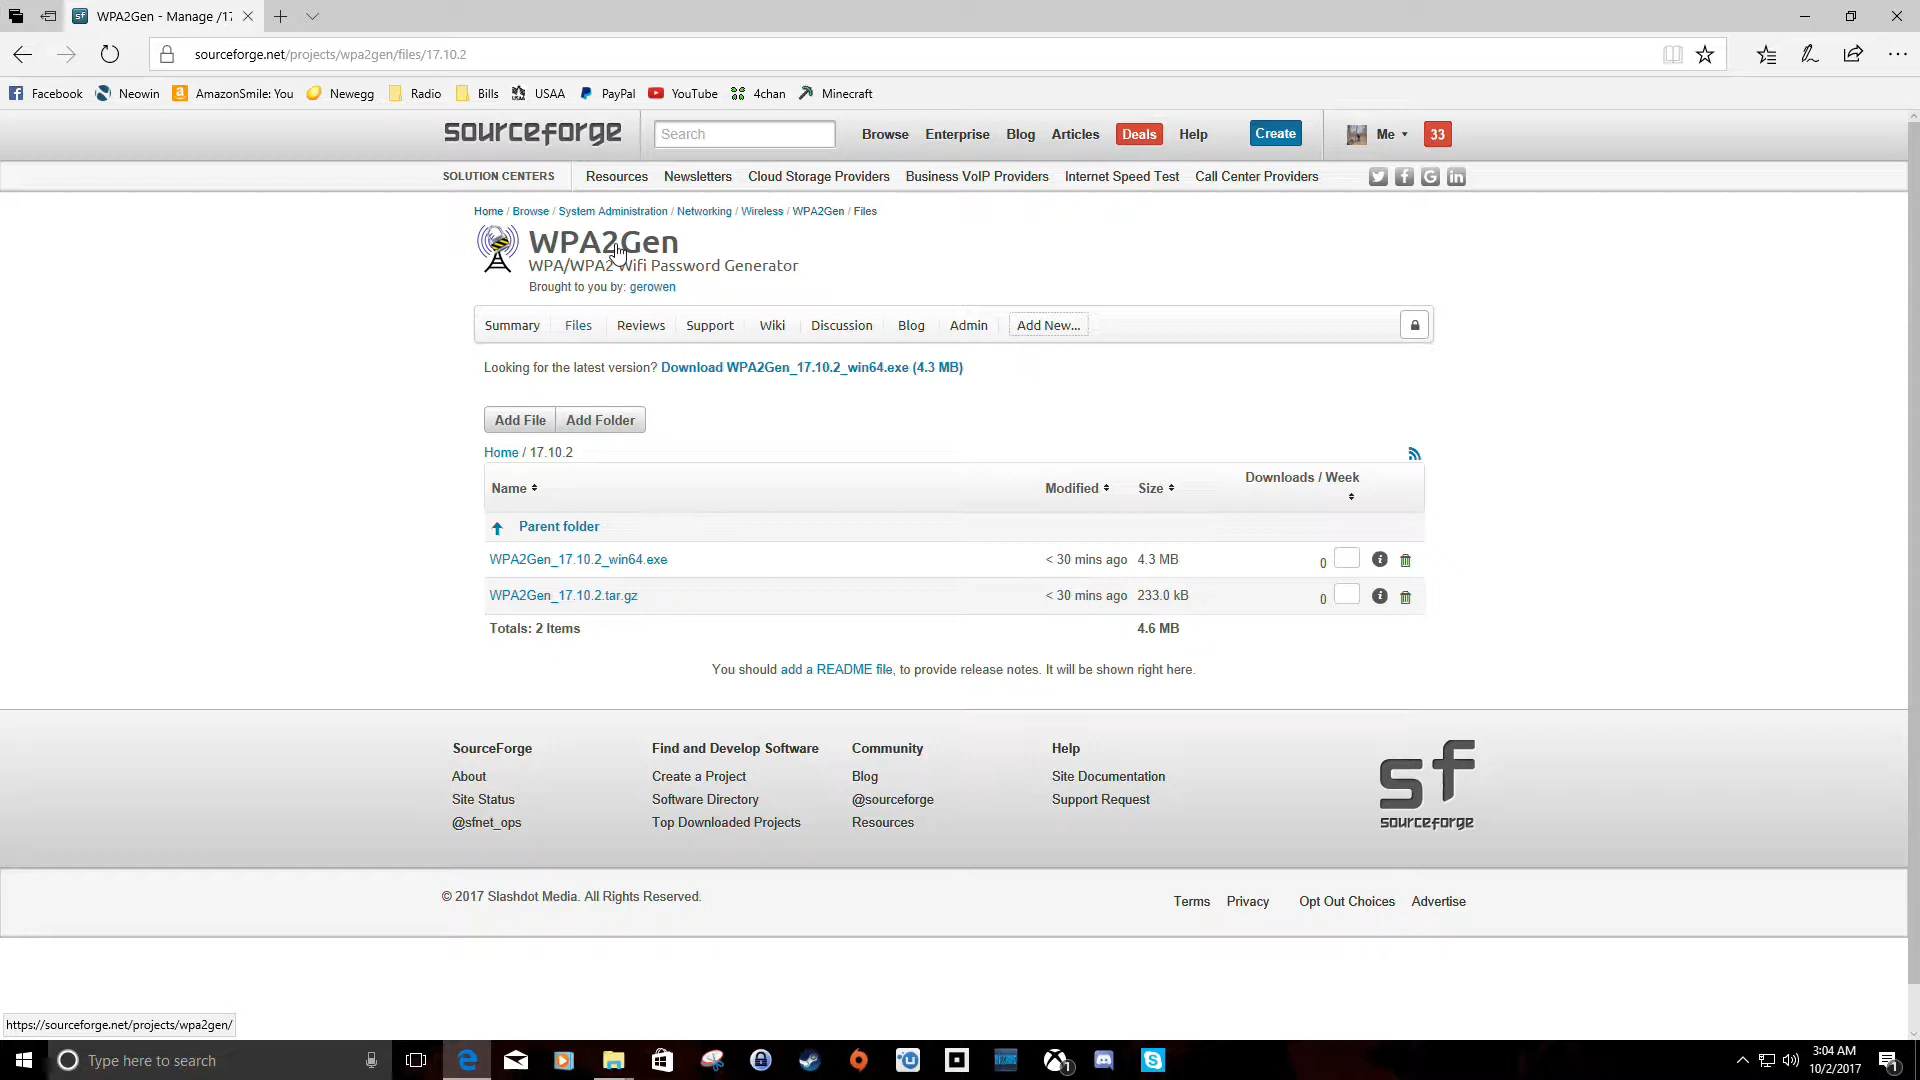 WPA2Gen - Manage /17
sourceforge.net/projects/wpa2gen/files/17.10.2
Facebook Neowin AmazonSmile: You Newegg Radio Bills USAA PayPal YouTube 4chan Minecraft
sourceforge Search Browse Enterprise Blog Articles Deals Help Create Me 33
SOLUTION CENTERS Resources Newsletters Cloud Storage Providers Business VoIP Providers Internet Speed Test Call Center Providers
Home / Browse / System Administration / Networking / Wireless / WPA2Gen / Files
WPA2Gen
WPA/WPA2 Wifi Password Generator
Brought to you by: gerowen
Summary Files Reviews Support Wiki Discussion Blog Admin Add New...
Looking for the latest version? Download WPA2Gen_17.10.2_win64.exe (4.3 MB)
Add File Add Folder
Home / 17.10.2
Name Modified Size Downloads / Week
Parent folder
WPA2Gen_17.10.2_win64.exe < 30 mins ago 4.3 MB 0
WPA2Gen_17.10.2.tar.gz < 30 mins ago 233.0 kB 0
Totals: 2 Items 4.6 MB
You should add a README file, to provide release notes. It will be shown right here.
SourceForge Find and Develop Software Community Help
About Create a Project Blog Site Documentation
Site Status Software Directory @sourceforge Support Request
@sfnet_ops Top Downloaded Projects Resources
sf
sourceforge
© 2017 Slashdot Media. All Rights Reserved.
Terms Privacy Opt Out Choices Advertise
https://sourceforge.net/projects/wpa2gen/
Type here to search
3:04 AM
10/2/2017